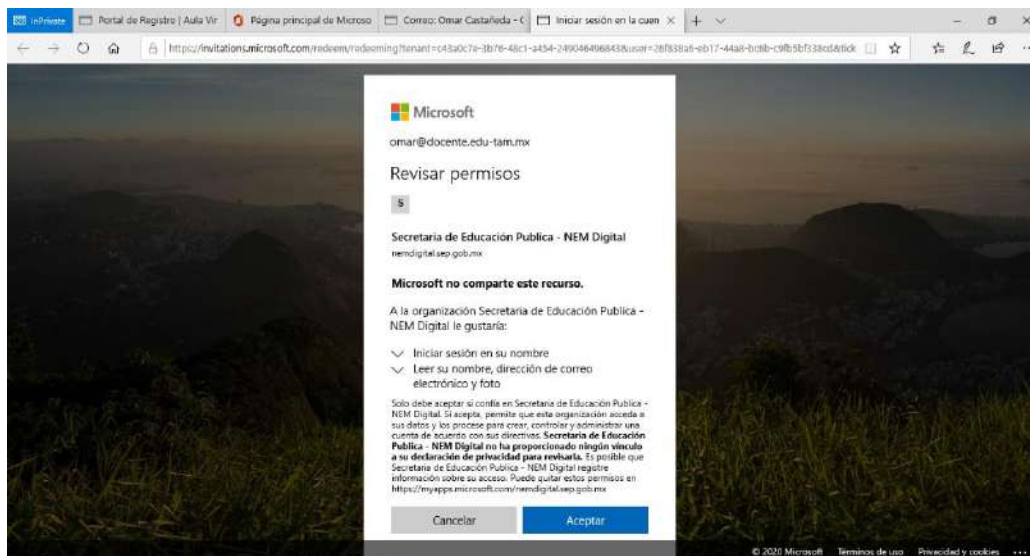 InPrivate
Portal de Registro | Aula Vir
Página principal de Microso
Correo: Omar Castañeda - (
Iniciar sesión en la cuen
https://invitations.microsoft.com/redeem/redeeming?tenant=
Microsoft
omar@docente.edu-tam.mx
Revisar permisos
S
Secretaria de Educación Publica - NEM Digital
nemdigital.sep.gob.mx
Microsoft no comparte este recurso.
A la organización Secretaria de Educación Publica -
NEM Digital le gustaría:
Iniciar sesión en su nombre
Leer su nombre, dirección de correo
electrónico y foto
Solo debe aceptar si confía en Secretaria de Educación Publica -
NEM Digital. Si acepta, permite que esta organización acceda a
sus datos y los procese para crear, controlar y administrar una
cuenta de acuerdo con sus directivas. Secretaria de Educación
Publica - NEM Digital no ha proporcionado ningún vínculo
a su declaración de privacidad para revisarla. Es posible que
Secretaria de Educación Publica - NEM Digital registre
información sobre su acceso. Puede quitar estos permisos en
https://myapps.microsoft.com/nemdigital.sep.gob.mx
Cancelar
Aceptar
© 2020 Microsoft Términos de uso Privacidad y cookies ...